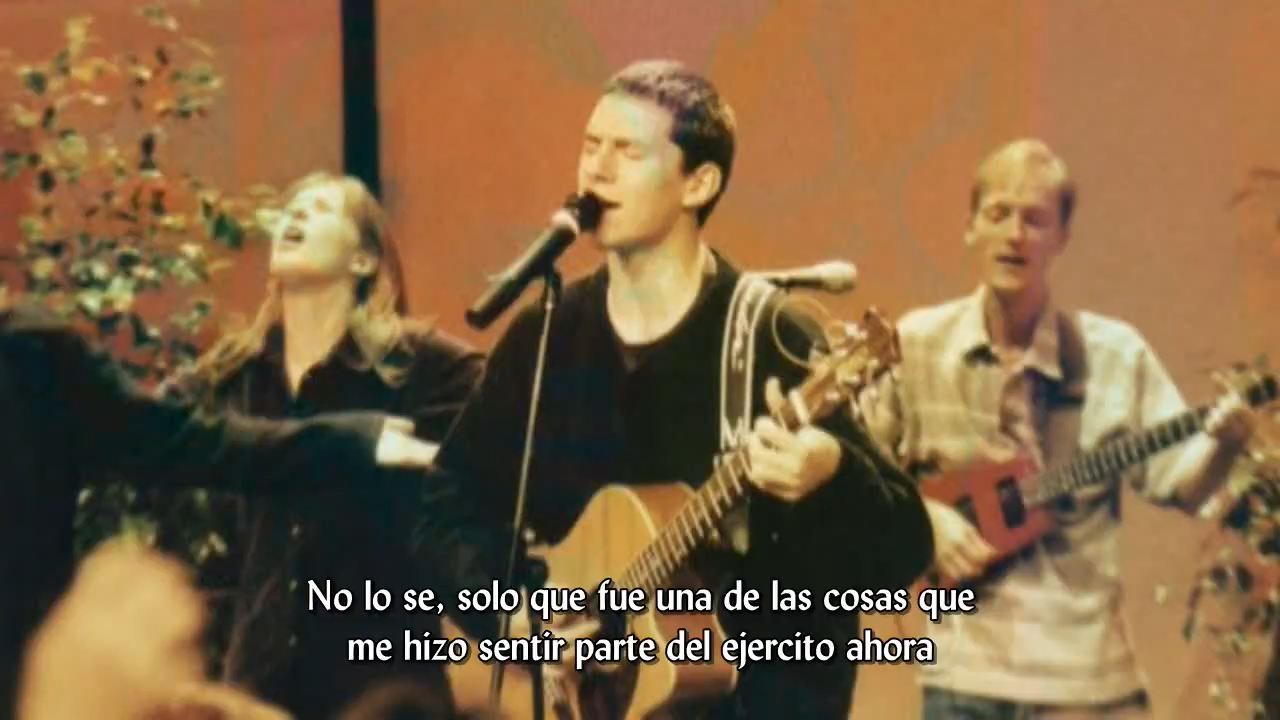 No lo se, solo que fue una de las cosas que
me hizo sentir parte del ejercito ahora